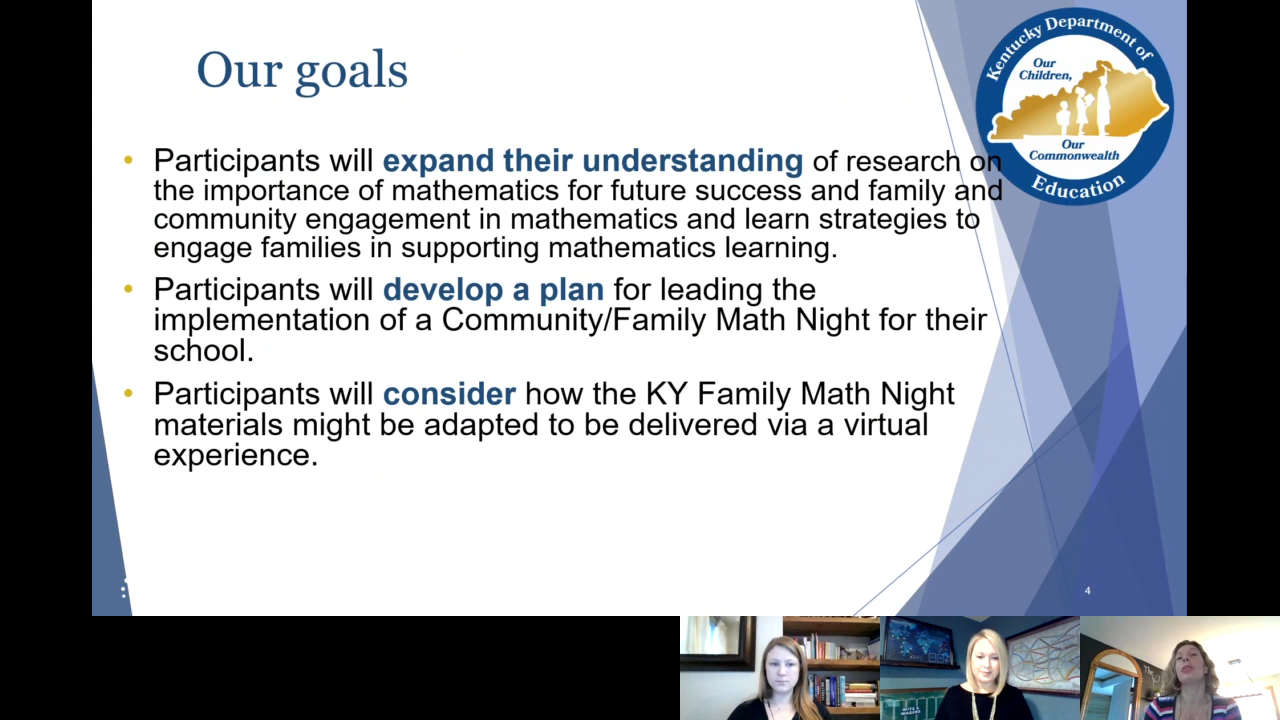 Our goals
Kentucky Department of
Our
Children,
Our
Commonwealth
Education
• Participants will expand their understanding of research on
the importance of mathematics for future success and family and
community engagement in mathematics and learn strategies to
engage families in supporting mathematics learning.
• Participants will develop a plan for leading the
implementation of a Community/Family Math Night for their
school.
• Participants will consider how the KY Family Math Night
materials might be adapted to be delivered via a virtual
experience.
4